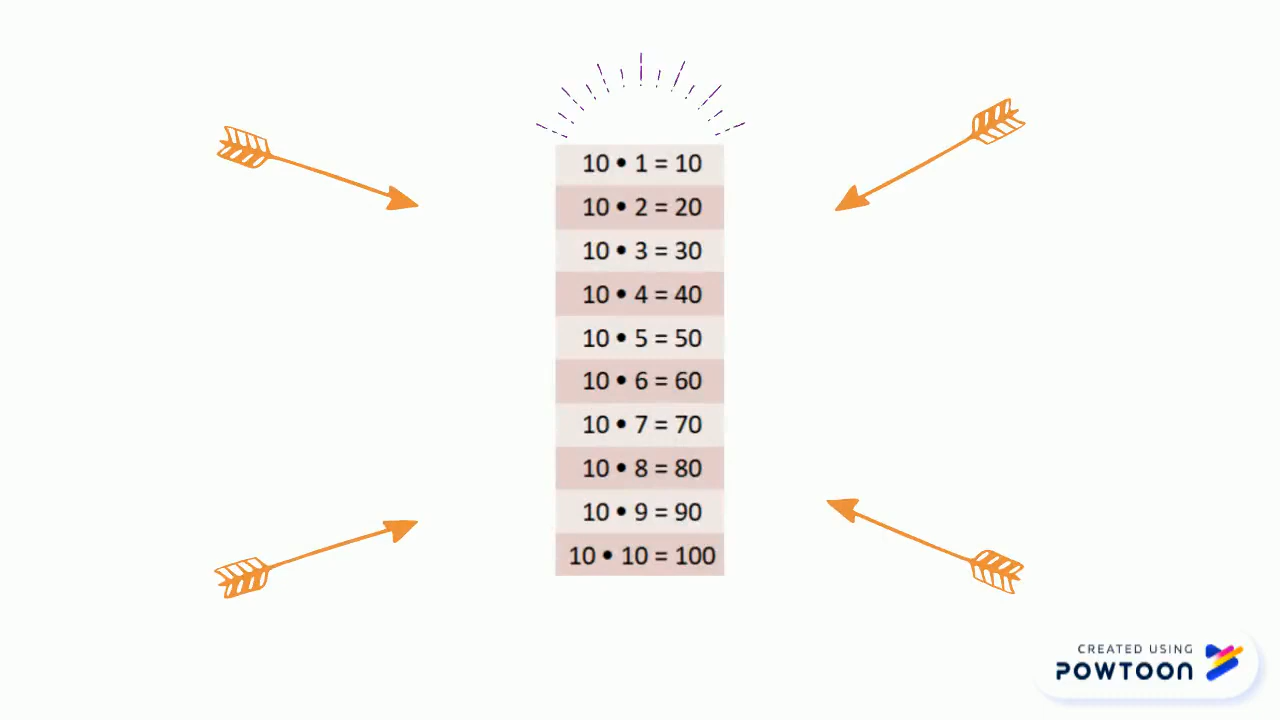 10 • 1 = 10
10 • 2 = 20
10 • 3 = 30
10 • 4 = 40
10 • 5 = 50
10 • 6 = 60
10 • 7 = 70
10 • 8 = 80
10 • 9 = 90
10 • 10 = 100
CREATED USING
POWTOON